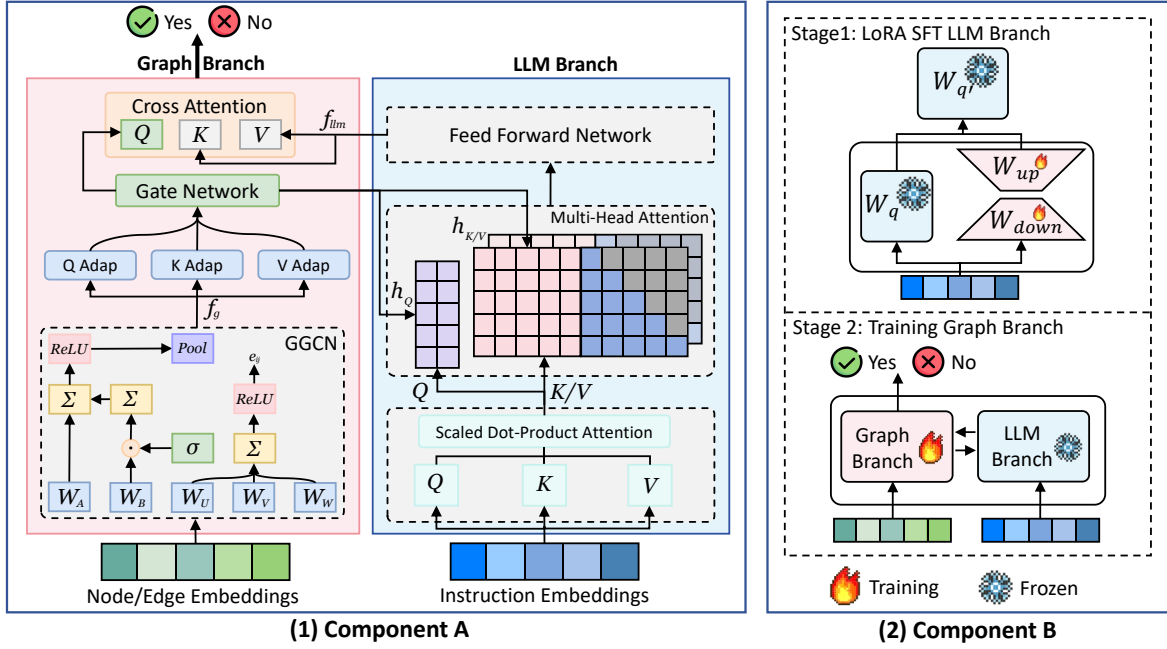 Yes
No
Graph Branch
LLM Branch
Cross Attention
Q
K
V
f_llm
Feed Forward Network
Gate Network
Multi-Head Attention
h_K/V
Q Adap
K Adap
V Adap
h_Q
f_g
GGCN
ReLU
Pool
e_ij
Q
K/V
Σ
Σ
ReLU
σ
Σ
Scaled Dot-Product Attention
W_A
W_B
W_U
W_V
W_W
Q
K
V
Node/Edge Embeddings
Instruction Embeddings
(1) Component A
Stage1: LoRA SFT LLM Branch
W_q'
W_q
W_up
W_down
Stage 2: Training Graph Branch
Yes
No
Graph
Branch
LLM
Branch
Training
Frozen
(2) Component B